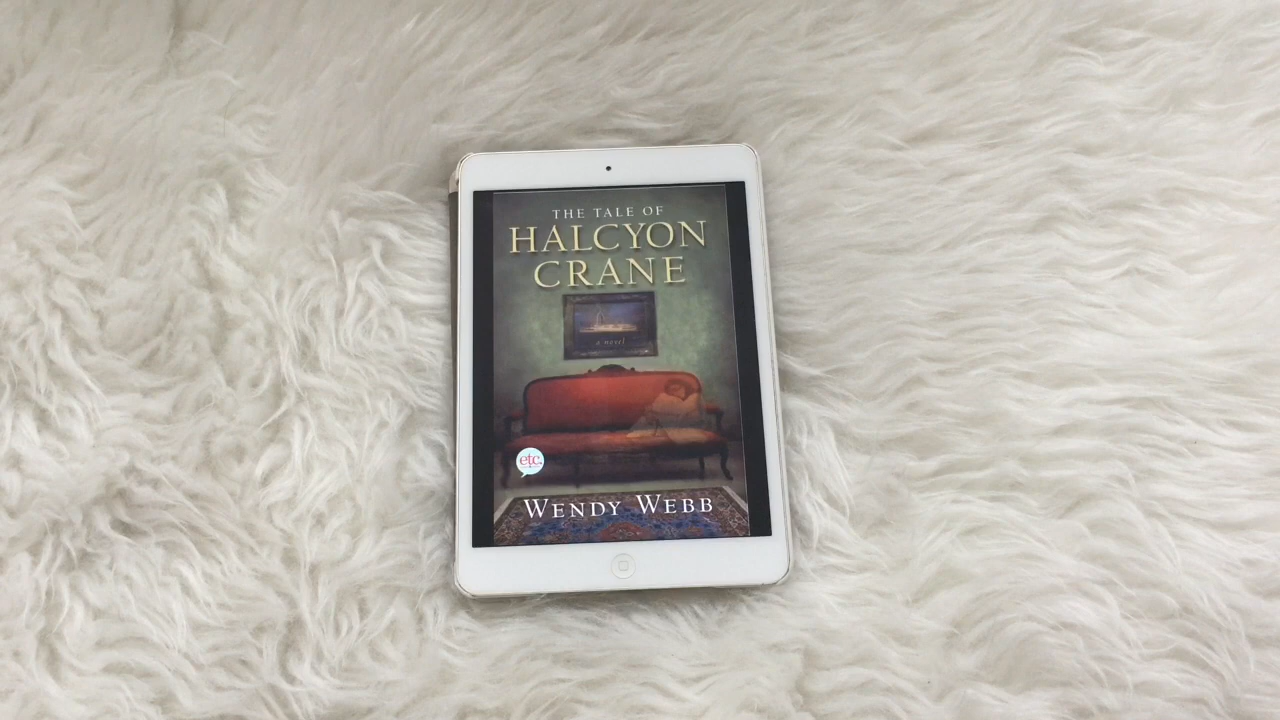 THE TALE OF
HALCYON
CRANE
a novel
etc.
WENDY WEBB